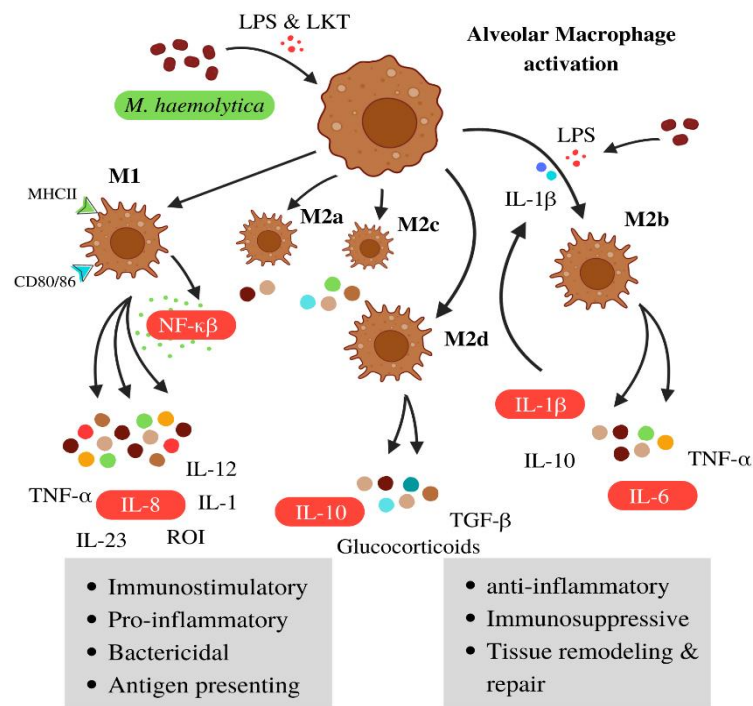 LPS & LKT
Alveolar Macrophage
activation
M. haemolytica
LPS
M1
MHCII
IL-1β
M2a
M2c
M2b
CD80/86
NF-κβ
M2d
IL-1β
IL-12
IL-10
TNF-α
TNF-α
IL-8
IL-1
IL-10
IL-6
TGF-β
IL-23
ROI
Glucocorticoids
• Immunostimulatory
• Pro-inflammatory
• Bactericidal
• Antigen presenting
• anti-inflammatory
• Immunosuppressive
• Tissue remodeling &
repair